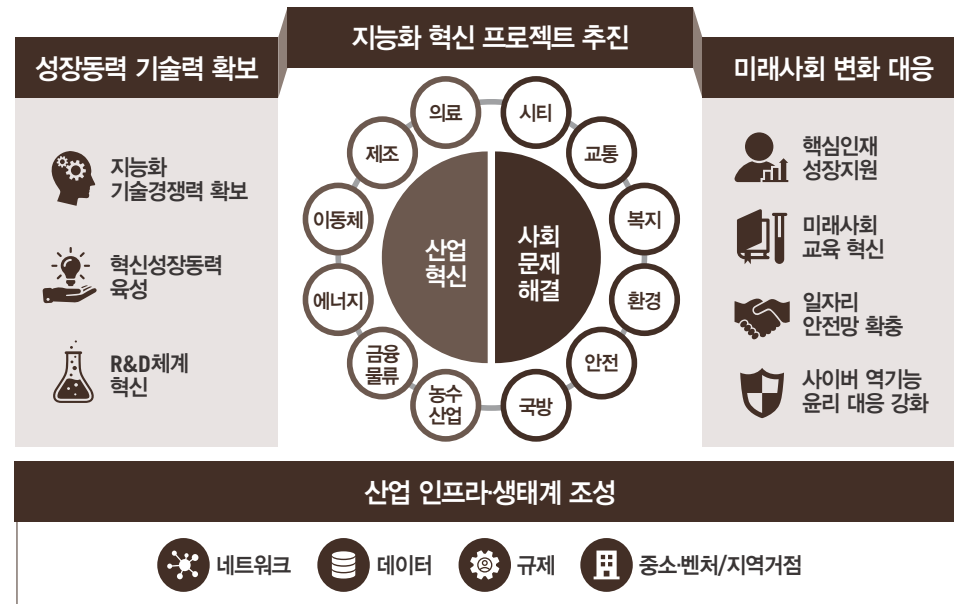 지능화 혁신 프로젝트 추진
성장동력 기술력 확보
지능화
기술경쟁력 확보
혁신성장동력
육성
R&D체계
혁신
의료
제조
이동체
에너지
금융
물류
농수
산업
산업
혁신
사회
문제
해결
시티
교통
복지
환경
안전
국방
미래사회 변화 대응
핵심인재
성장지원
미래사회
교육 혁신
일자리
안전망 확충
사이버 역기능
윤리 대응 강화
산업 인프라·생태계 조성
네트워크
데이터
규제
중소·벤처/지역거점